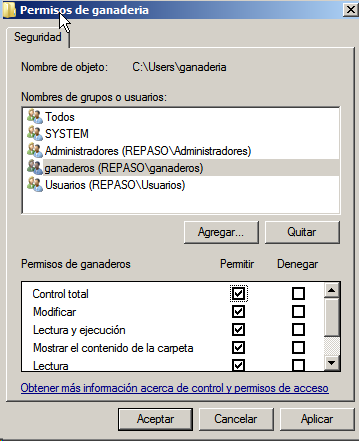 Permisos de ganaderia
Seguridad
Nombre de objeto: C:\Users\ganaderia
Nombres de grupos o usuarios:
Todos
SYSTEM
Administradores (REPASO\Administradores)
ganaderos (REPASO\ganaderos)
Usuarios (REPASO\Usuarios)
Agregar... Quitar
Permisos de ganaderos Permitir Denegar
Control total
Modificar
Lectura y ejecución
Mostrar el contenido de la carpeta
Lectura
Obtener más información acerca de control y permisos de acceso
Aceptar Cancelar Aplicar